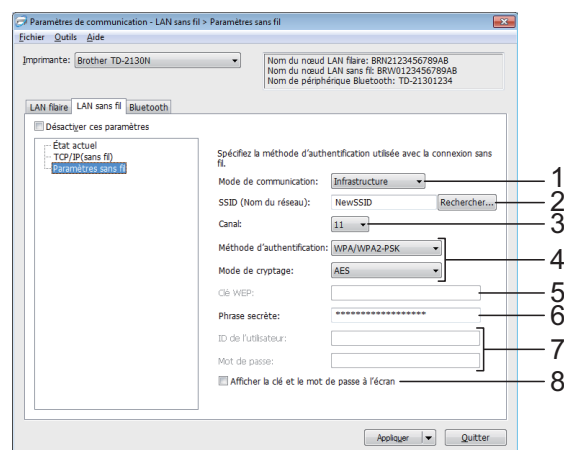 Paramètres de communication - LAN sans fil > Paramètres sans fil
Fichier Outils Aide
Imprimante: Brother TD-2130N
Nom du nœud LAN filaire: BRN2123456789AB
Nom du nœud LAN sans fil: BRW0123456789AB
Nom de périphérique Bluetooth: TD-21301234
LAN filaire LAN sans fil Bluetooth
Désactiver ces paramètres
État actuel
TCP/IP(sans fil)
Paramètres sans fil
Spécifiez la méthode d'authentification utilisée avec la connexion sans
fil.
Mode de communication: Infrastructure 1
SSID (Nom du réseau): NewSSID Rechercher... 2
Canal: 11 3
Méthode d'authentification: WPA/WPA2-PSK
4
Mode de cryptage: AES
Clé WEP: 5
Phrase secrète: ****************** 6
ID de l'utilisateur:
7
Mot de passe:
Afficher la clé et le mot de passe à l'écran 8
Appliquer Quitter